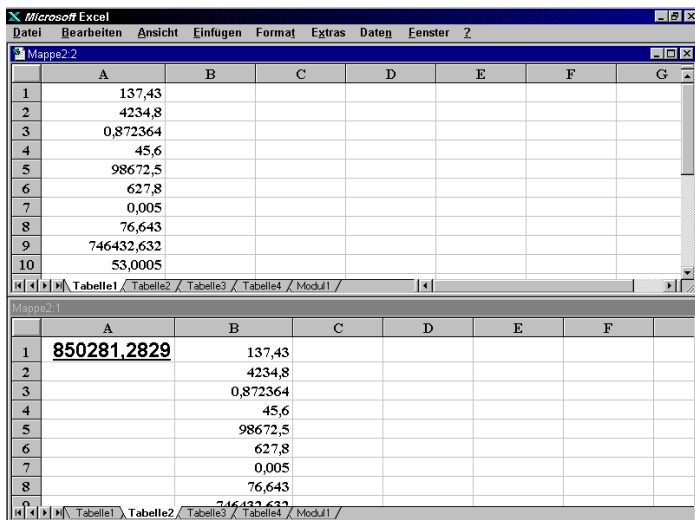 Microsoft Excel
Datei Bearbeiten Ansicht Einfügen Format Extras Daten Fenster ?
Mappe2:2
A B C D E F G
1 137,43
2 4234,8
3 0,872364
4 45,6
5 98672,5
6 627,8
7 0,005
8 76,643
9 746432,632
10 53,0005
Tabelle1 Tabelle2 Tabelle3 Tabelle4 Modul1
Mappe2:1
A B C D E F
1 850281,2829 137,43
2 4234,8
3 0,872364
4 45,6
5 98672,5
6 627,8
7 0,005
8 76,643
9 746432,632
Tabelle1 Tabelle2 Tabelle3 Tabelle4 Modul1